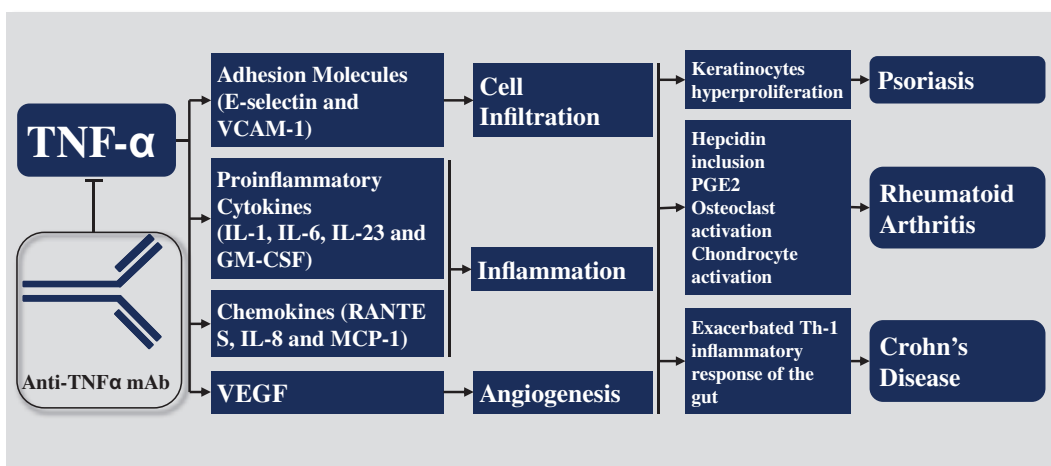 TNF-α
Anti-TNFα mAb
Adhesion Molecules
(E-selectin and
VCAM-1)
Proinflammatory
Cytokines
(IL-1, IL-6, IL-23 and
GM-CSF)
Chemokines (RANTE
S, IL-8 and MCP-1)
VEGF
Cell
Infiltration
Inflammation
Angiogenesis
Keratinocytes
hyperproliferation
Hepcidin
inclusion
PGE2
Osteoclast
activation
Chondrocyte
activation
Exacerbated Th-1
inflammatory
response of the
gut
Psoriasis
Rheumatoid
Arthritis
Crohn’s
Disease